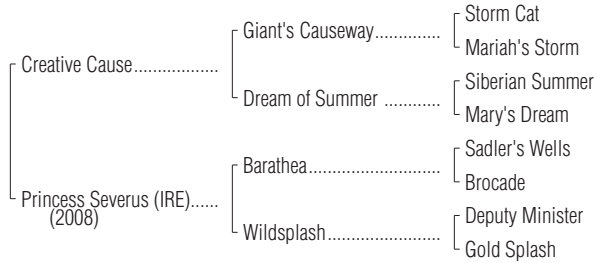 Storm Cat
Giant's Causeway..............
Mariah's Storm
Creative Cause..................
Siberian Summer
Dream of Summer ............
Mary's Dream
Sadler's Wells
Barathea............................
Brocade
Princess Severus (IRE)......
(2008)
Deputy Minister
Wildsplash........................
Gold Splash